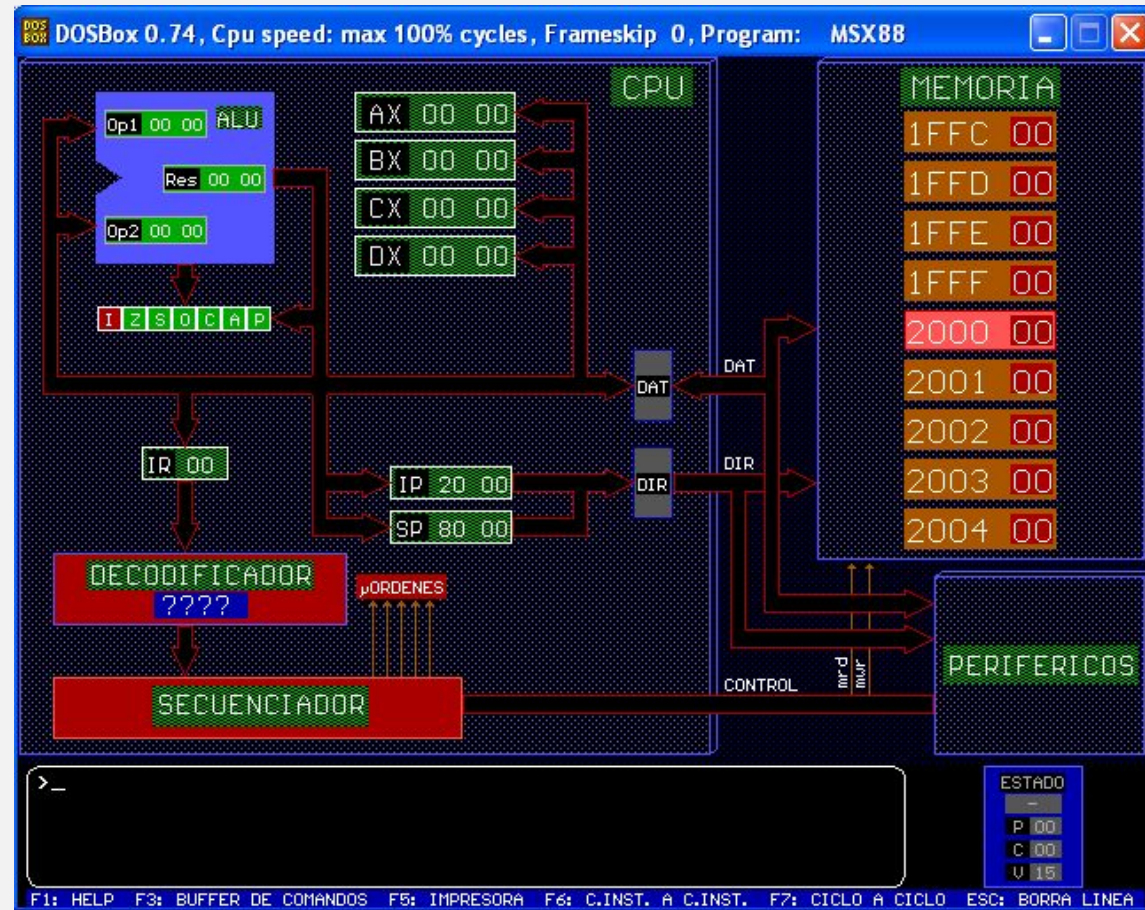 DOS BOX DOSBox 0.74, Cpu speed: max 100% cycles, Frameskip 0, Program: MSX88
CPU
Op1 00 00 ALU
Res 00 00
Op2 00 00
I Z S O C A P
AX 00 00
BX 00 00
CX 00 00
DX 00 00
IR 00
IP 20 00
SP 80 00
DECODIFICADOR
????
µORDENES
SECUENCIADOR
DAT
DIR
DAT
DIR
CONTROL
mrd
mwr
MEMORIA
1FFC 00
1FFD 00
1FFE 00
1FFF 00
2000 00
2001 00
2002 00
2003 00
2004 00
PERIFERICOS
>_
ESTADO
-
P 00
C 00
V 15
F1: HELP F3: BUFFER DE COMANDOS F5: IMPRESORA F6: C.INST. A C.INST. F7: CICLO A CICLO ESC: BORRA LINEA